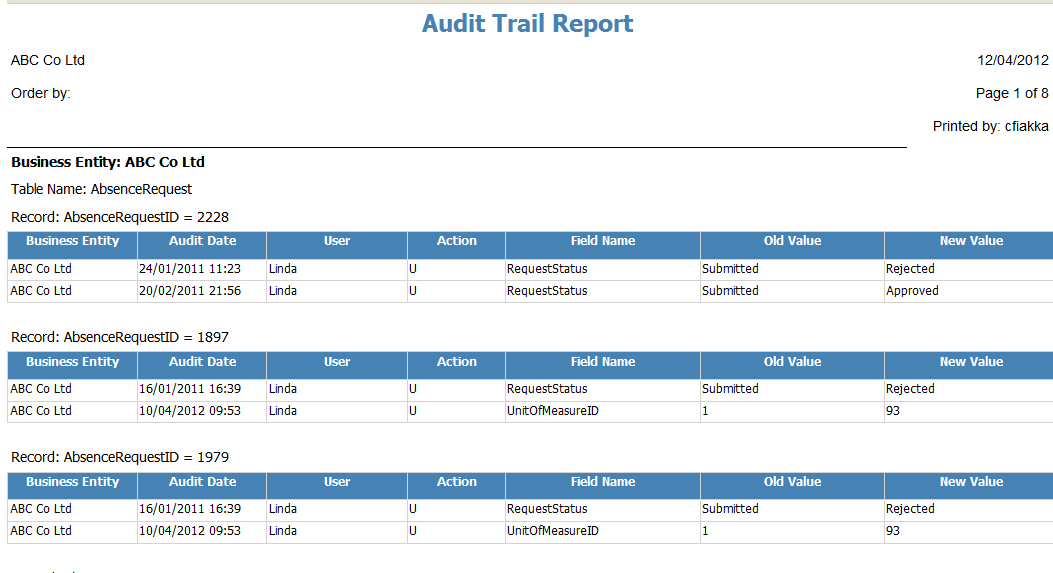 Audit Trail Report
ABC Co Ltd 12/04/2012
Order by: Page 1 of 8
Printed by: cfiakka
Business Entity: ABC Co Ltd
Table Name: AbsenceRequest
Record: AbsenceRequestID = 2228
Business Entity Audit Date User Action Field Name Old Value New Value
ABC Co Ltd 24/01/2011 11:23 Linda U RequestStatus Submitted Rejected
ABC Co Ltd 20/02/2011 21:56 Linda U RequestStatus Submitted Approved
Record: AbsenceRequestID = 1897
Business Entity Audit Date User Action Field Name Old Value New Value
ABC Co Ltd 16/01/2011 16:39 Linda U RequestStatus Submitted Rejected
ABC Co Ltd 10/04/2012 09:53 Linda U UnitOfMeasureID 1 93
Record: AbsenceRequestID = 1979
Business Entity Audit Date User Action Field Name Old Value New Value
ABC Co Ltd 16/01/2011 16:39 Linda U RequestStatus Submitted Rejected
ABC Co Ltd 10/04/2012 09:53 Linda U UnitOfMeasureID 1 93